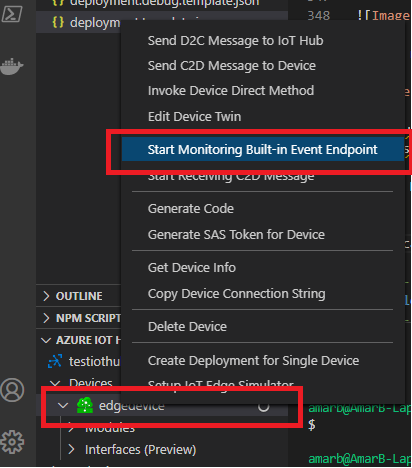 {} deployment.debug.template.json
{}
348 ![Image
Send D2C Message to IoT Hub
Send C2D Message to Device
Invoke Device Direct Method
Edit Device Twin
Start Monitoring Built-in Event Endpoint
Start Receiving C2D Message
Generate Code
Generate SAS Token for Device
Get Device Info
Copy Device Connection String
Delete Device
Create Deployment for Single Device
Setup IoT Edge Simulator
OUTLINE
NPM SCRIPT
AZURE IOT H
testiothu
Devices
edgedevice
Modules
Interfaces (Preview)
amarb@AmarB-Lap
$
amarb@AmarB-Lap